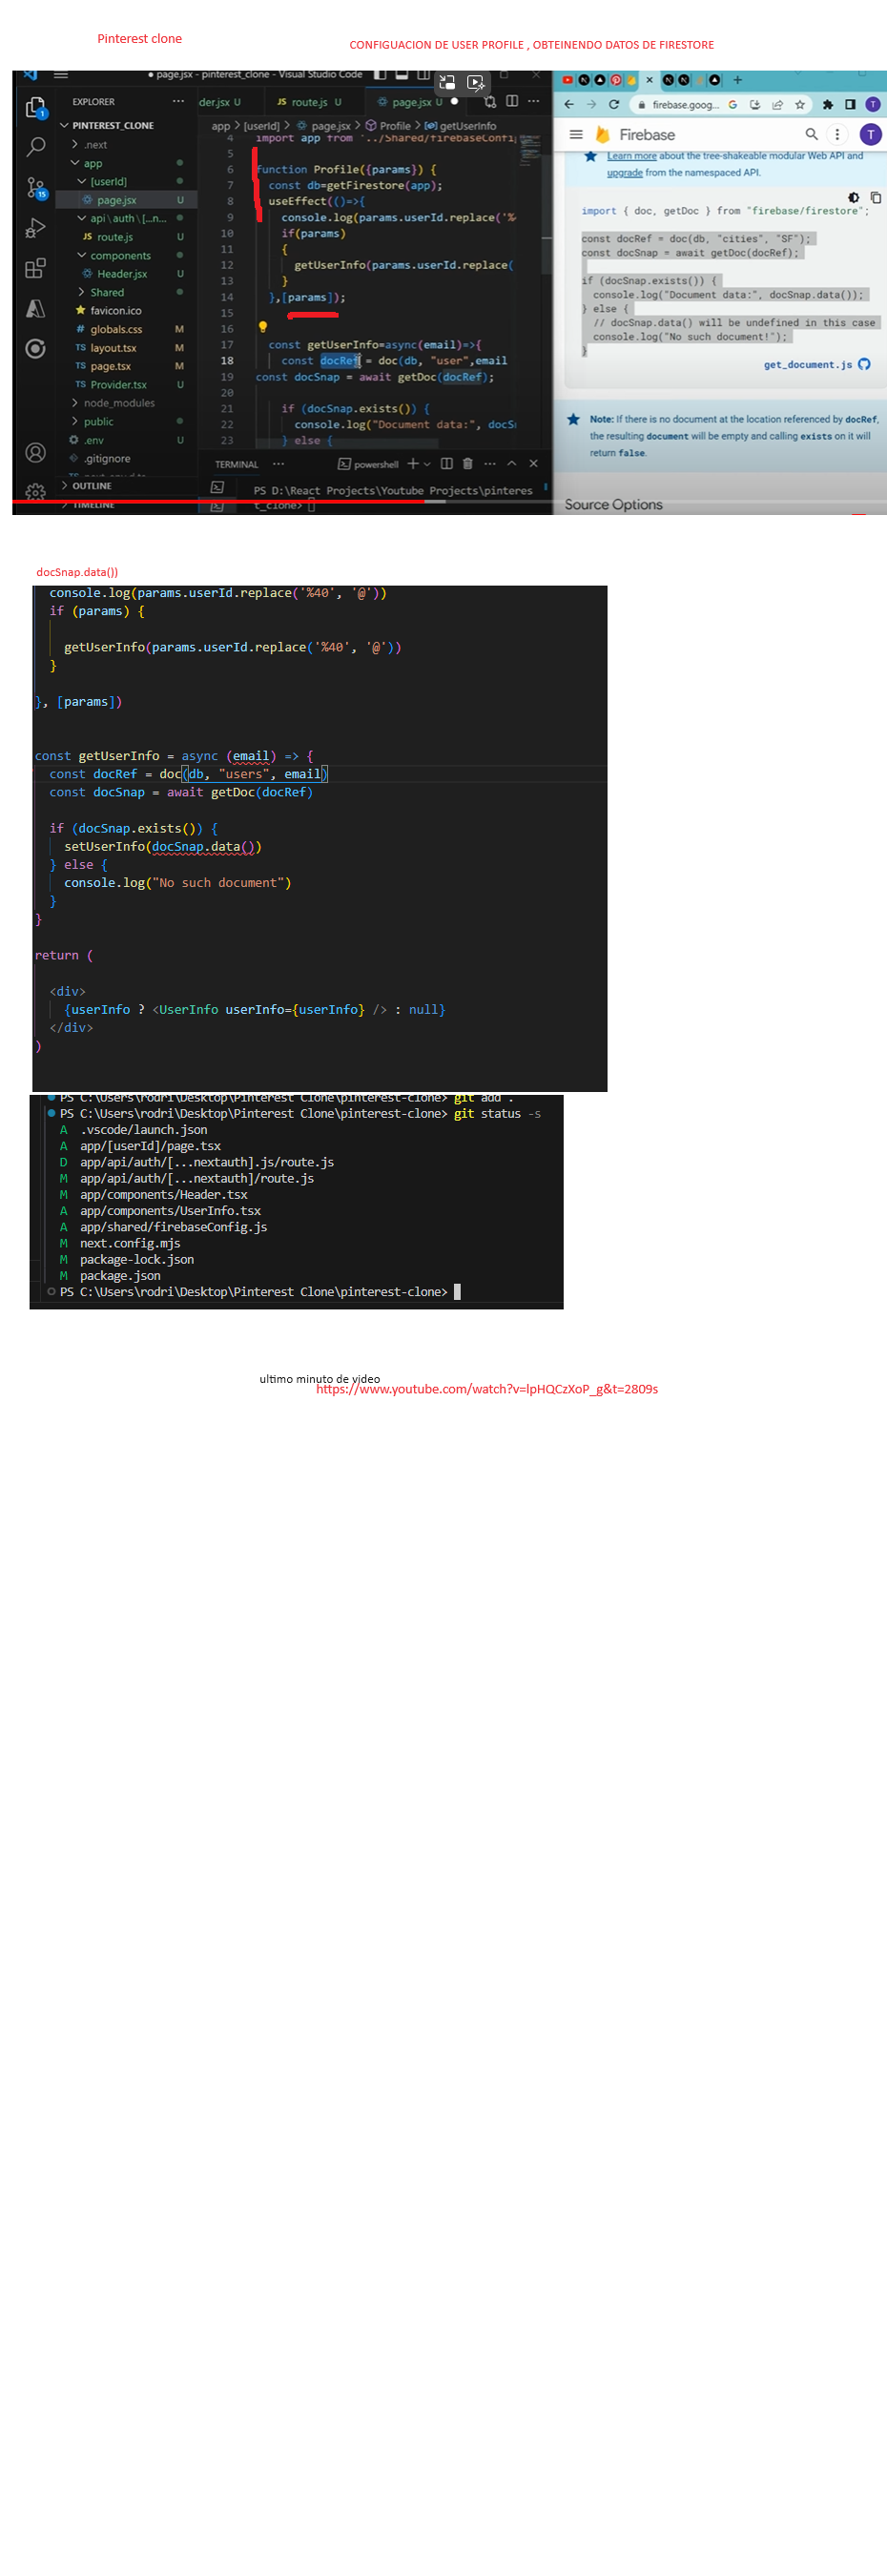 Pinterest clone
CONFIGUACION DE USER PROFILE , OBTEINENDO DATOS DE FIRESTORE
page.jsx - pinterest_clone - Visual Studio Code
EXPLORER
der.jsx U
route.js U
page.jsx U
PINTEREST_CLONE
.next
app
[userId]
page.jsx U
api\auth\[...n...
route.js U
components
Header.jsx U
Shared
favicon.ico
globals.css M
layout.tsx M
page.tsx M
Provider.tsx U
node_modules
public
.env U
.gitignore
OUTLINE
TIMELINE
app > [userId] > page.jsx > Profile > getUserInfo
4 import app from '../Shared/firebaseConfig
5
6 function Profile({params}) {
7 const db=getFirestore(app);
8 useEffect(()=>{
9 console.log(params.userId.replace('%
10 if(params)
11 {
12 getUserInfo(params.userId.replace(
13 }
14 },[params]);
15
16
17 const getUserInfo=async(email)=>{
18 const docRef = doc(db, "user",email
19 const docSnap = await getDoc(docRef);
20
21 if (docSnap.exists()) {
22 console.log("Document data:", docS
23 } else {
TERMINAL
powershell
PS D:\React Projects\Youtube Projects\pinteres
t_clone>
firebase.goog...
Firebase
T
Learn more about the tree-shakeable modular Web API and
upgrade from the namespaced API.
import { doc, getDoc } from "firebase/firestore";
const docRef = doc(db, "cities", "SF");
const docSnap = await getDoc(docRef);
if (docSnap.exists()) {
console.log("Document data:", docSnap.data());
} else {
// docSnap.data() will be undefined in this case
console.log("No such document!");
}
get_document.js
Note: If there is no document at the location referenced by docRef,
the resulting document will be empty and calling exists on it will
return false.
Source Options
docSnap.data())
console.log(params.userId.replace('%40', '@'))
if (params) {
getUserInfo(params.userId.replace('%40', '@'))
}
}, [params])
const getUserInfo = async (email) => {
const docRef = doc(db, "users", email)
const docSnap = await getDoc(docRef)
if (docSnap.exists()) {
setUserInfo(docSnap.data())
} else {
console.log("No such document")
}
}
return (
<div>
{userInfo ? <UserInfo userInfo={userInfo} /> : null}
</div>
)
PS C:\Users\rodri\Desktop\Pinterest Clone\pinterest-clone> git add .
PS C:\Users\rodri\Desktop\Pinterest Clone\pinterest-clone> git status -s
A .vscode/launch.json
A app/[userId]/page.tsx
D app/api/auth/[...nextauth].js/route.js
M app/api/auth/[...nextauth]/route.js
M app/components/Header.tsx
A app/components/UserInfo.tsx
A app/shared/firebaseConfig.js
M next.config.mjs
M package-lock.json
M package.json
PS C:\Users\rodri\Desktop\Pinterest Clone\pinterest-clone>
ultimo minuto de video
https://www.youtube.com/watch?v=lpHQCzXoP_g&t=2809s